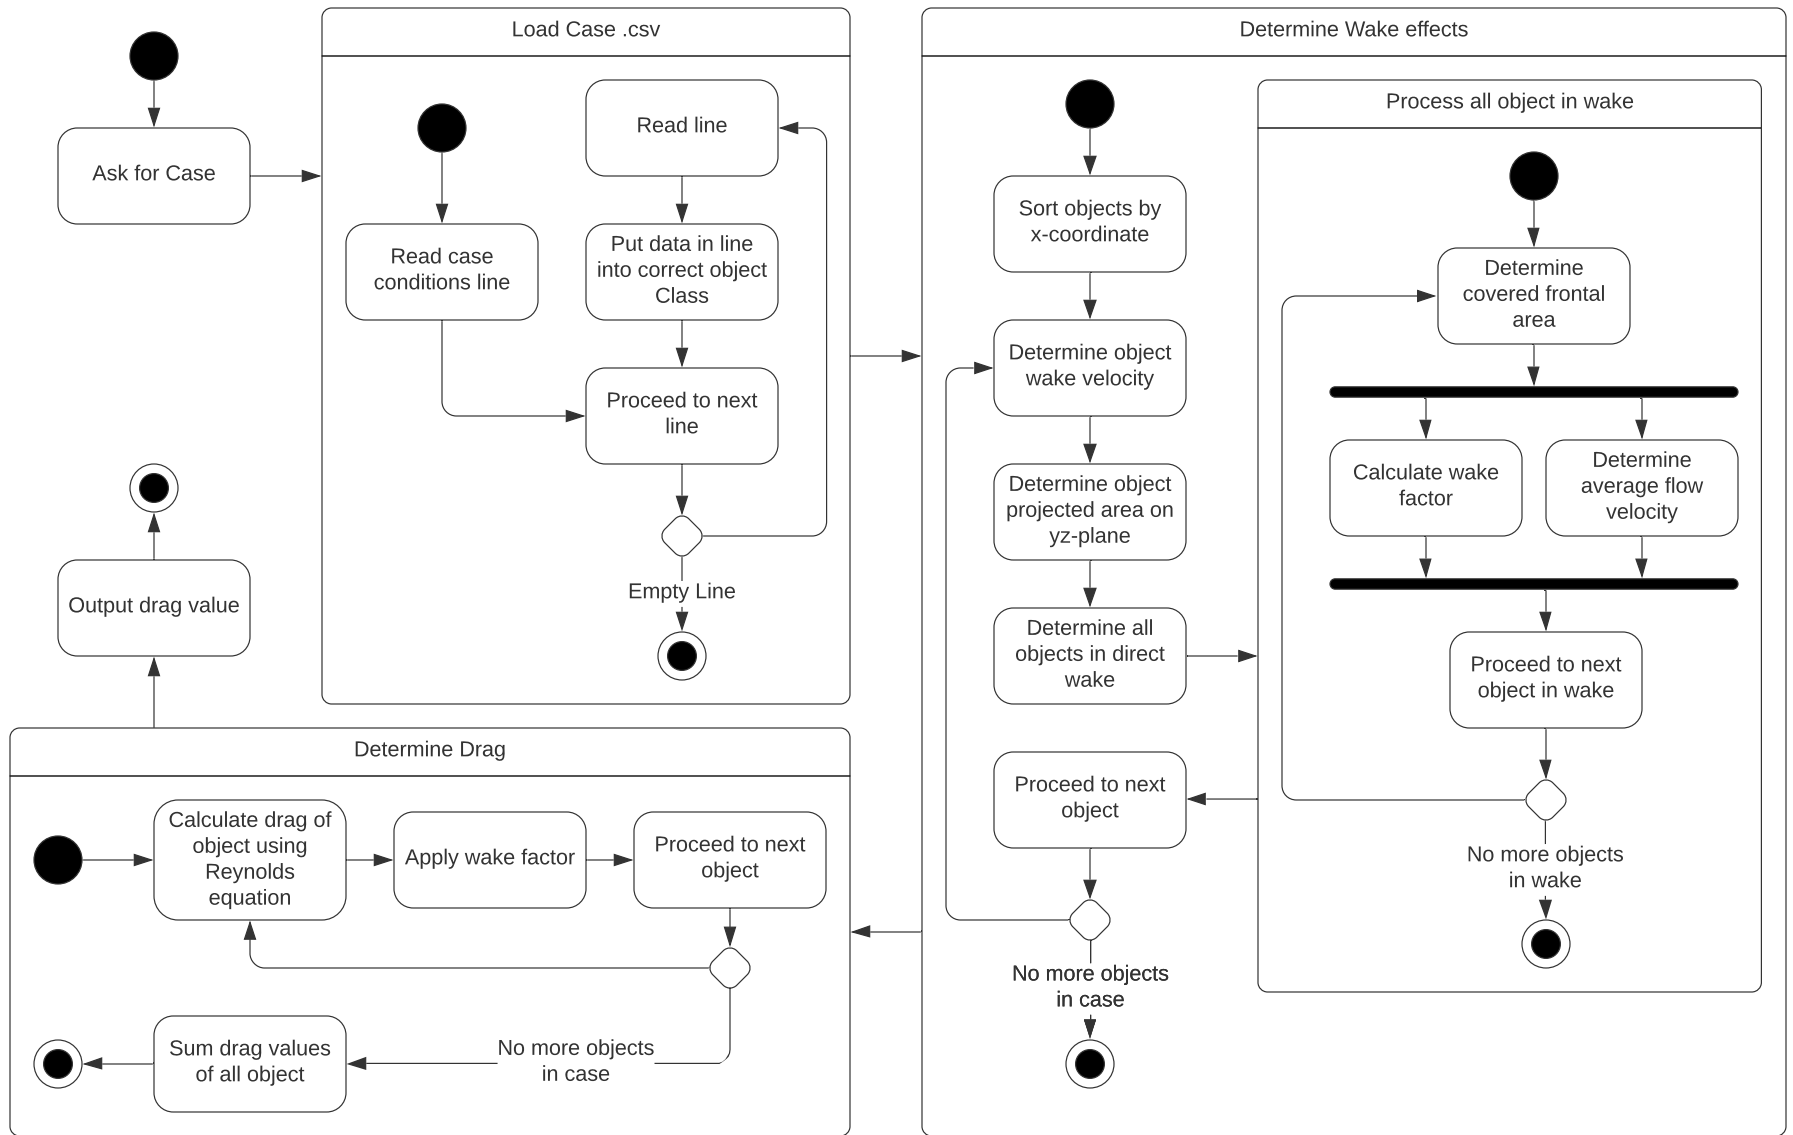 Ask for Case
Load Case .csv
Read line
Read case
conditions line
Put data in line
into correct object
Class
Proceed to next
line
Empty Line
Determine Wake effects
Sort objects by
x-coordinate
Determine object
wake velocity
Determine object
projected area on
yz-plane
Determine all
objects in direct
wake
Process all object in wake
Determine
covered frontal
area
Calculate wake
factor
Determine
average flow
velocity
Proceed to next
object in wake
No more objects
in wake
Proceed to next
object
No more objects
in case
Determine Drag
Calculate drag of
object using
Reynolds
equation
Apply wake factor
Proceed to next
object
No more objects
in case
Sum drag values
of all object
Output drag value